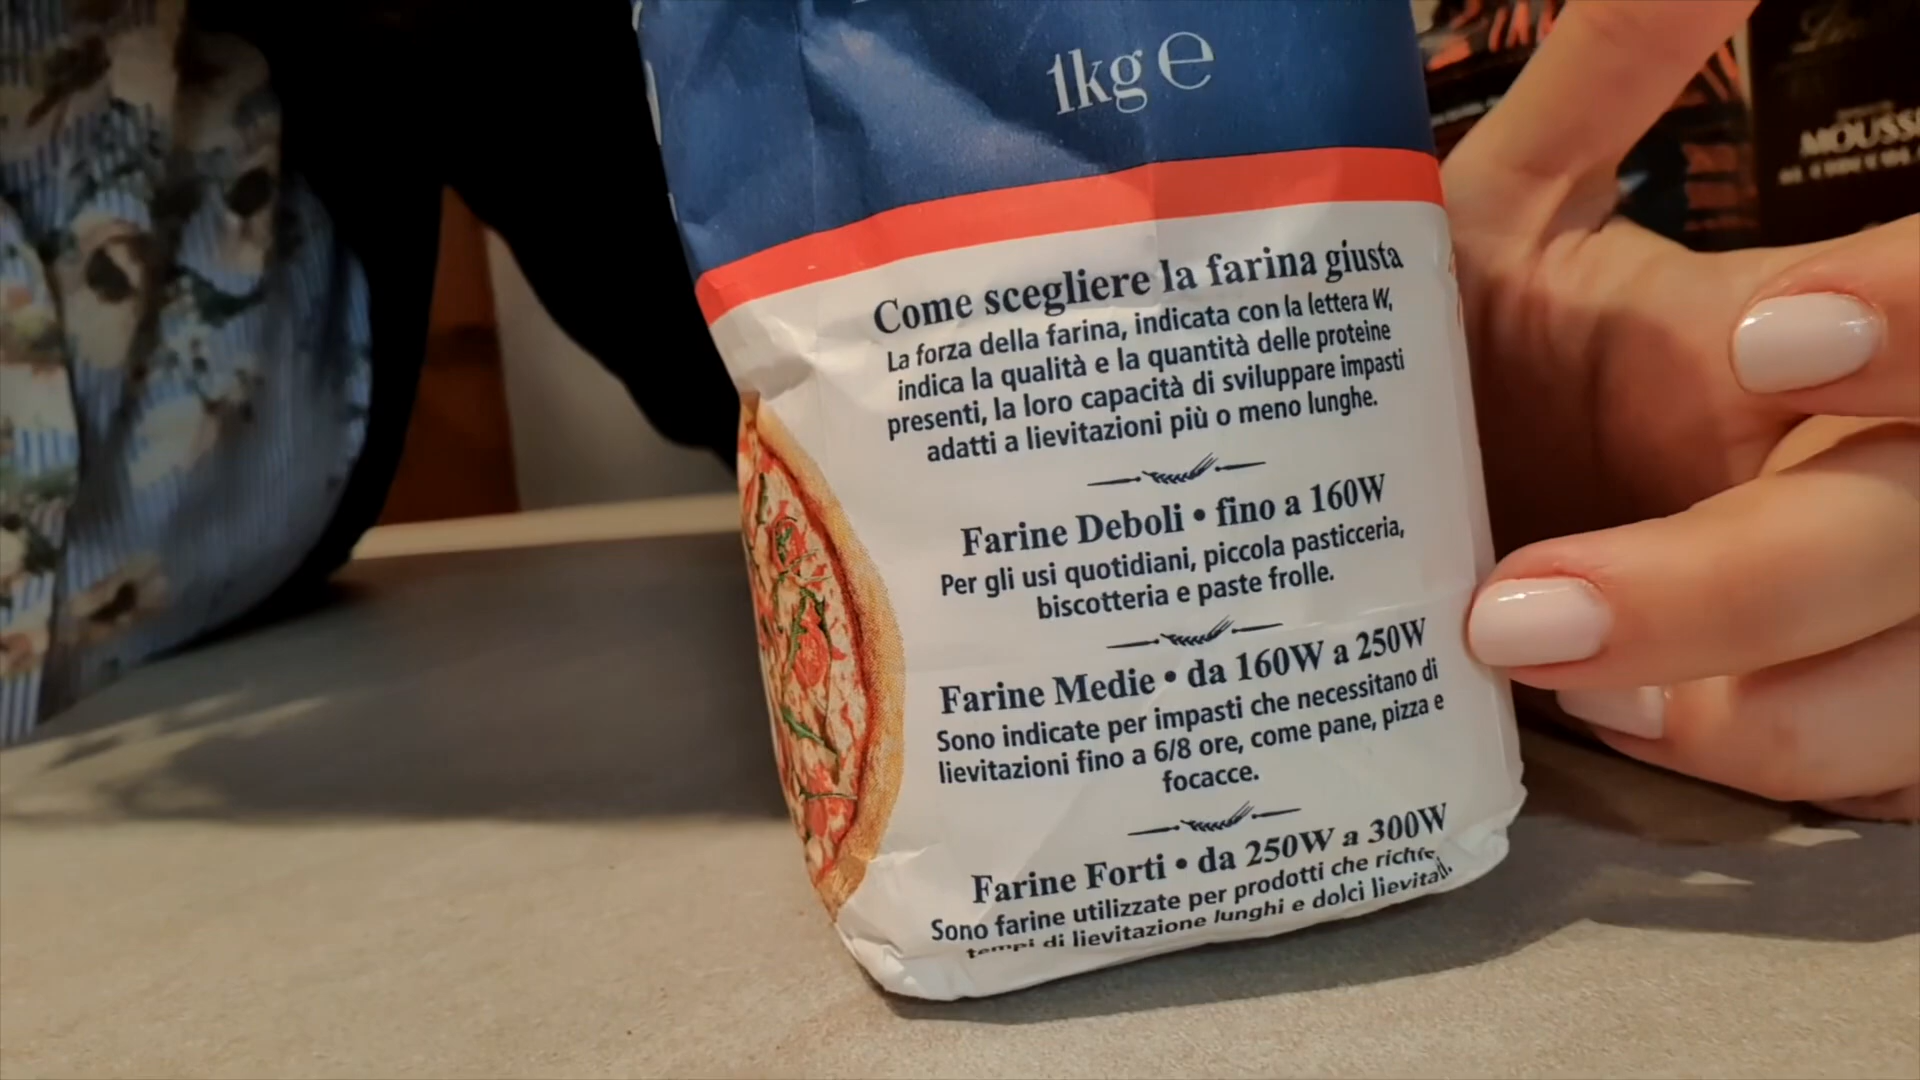 1kg e
Come scegliere la farina giusta
La forza della farina, indicata con la lettera W,
indica la qualità e la quantità delle proteine
presenti, la loro capacità di sviluppare impasti
adatti a lievitazioni più o meno lunghe.
Farine Deboli • fino a 160W
Per gli usi quotidiani, piccola pasticceria,
biscotteria e paste frolle.
Farine Medie • da 160W a 250W
Sono indicate per impasti che necessitano di
lievitazioni fino a 6/8 ore, come pane, pizza e
focacce.
Farine Forti • da 250W a 300W
Sono farine utilizzate per prodotti che
tempi di lievitazione lunghi e dolci